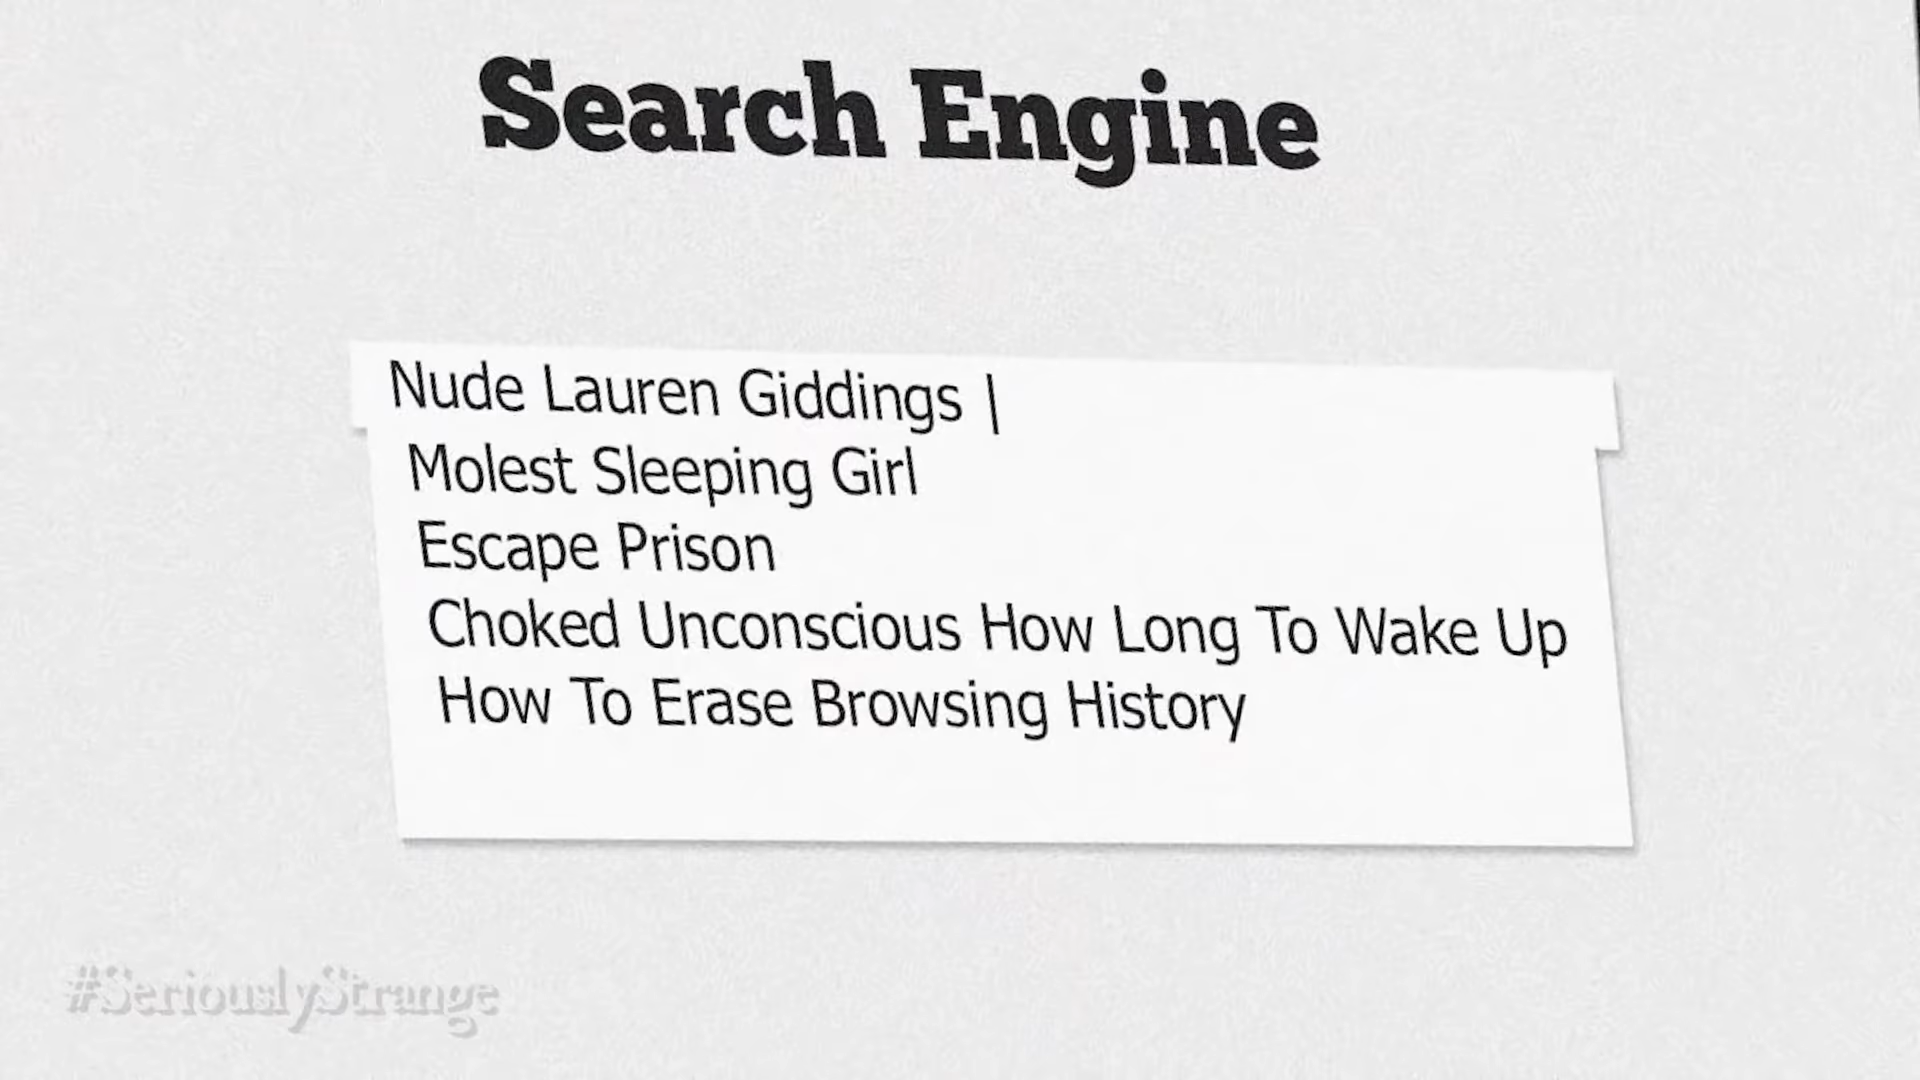 Search Engine
Nude Lauren Giddings |
Molest Sleeping Girl
Escape Prison
Choked Unconscious How Long To Wake Up
How To Erase Browsing History
#SeriouslyStrange